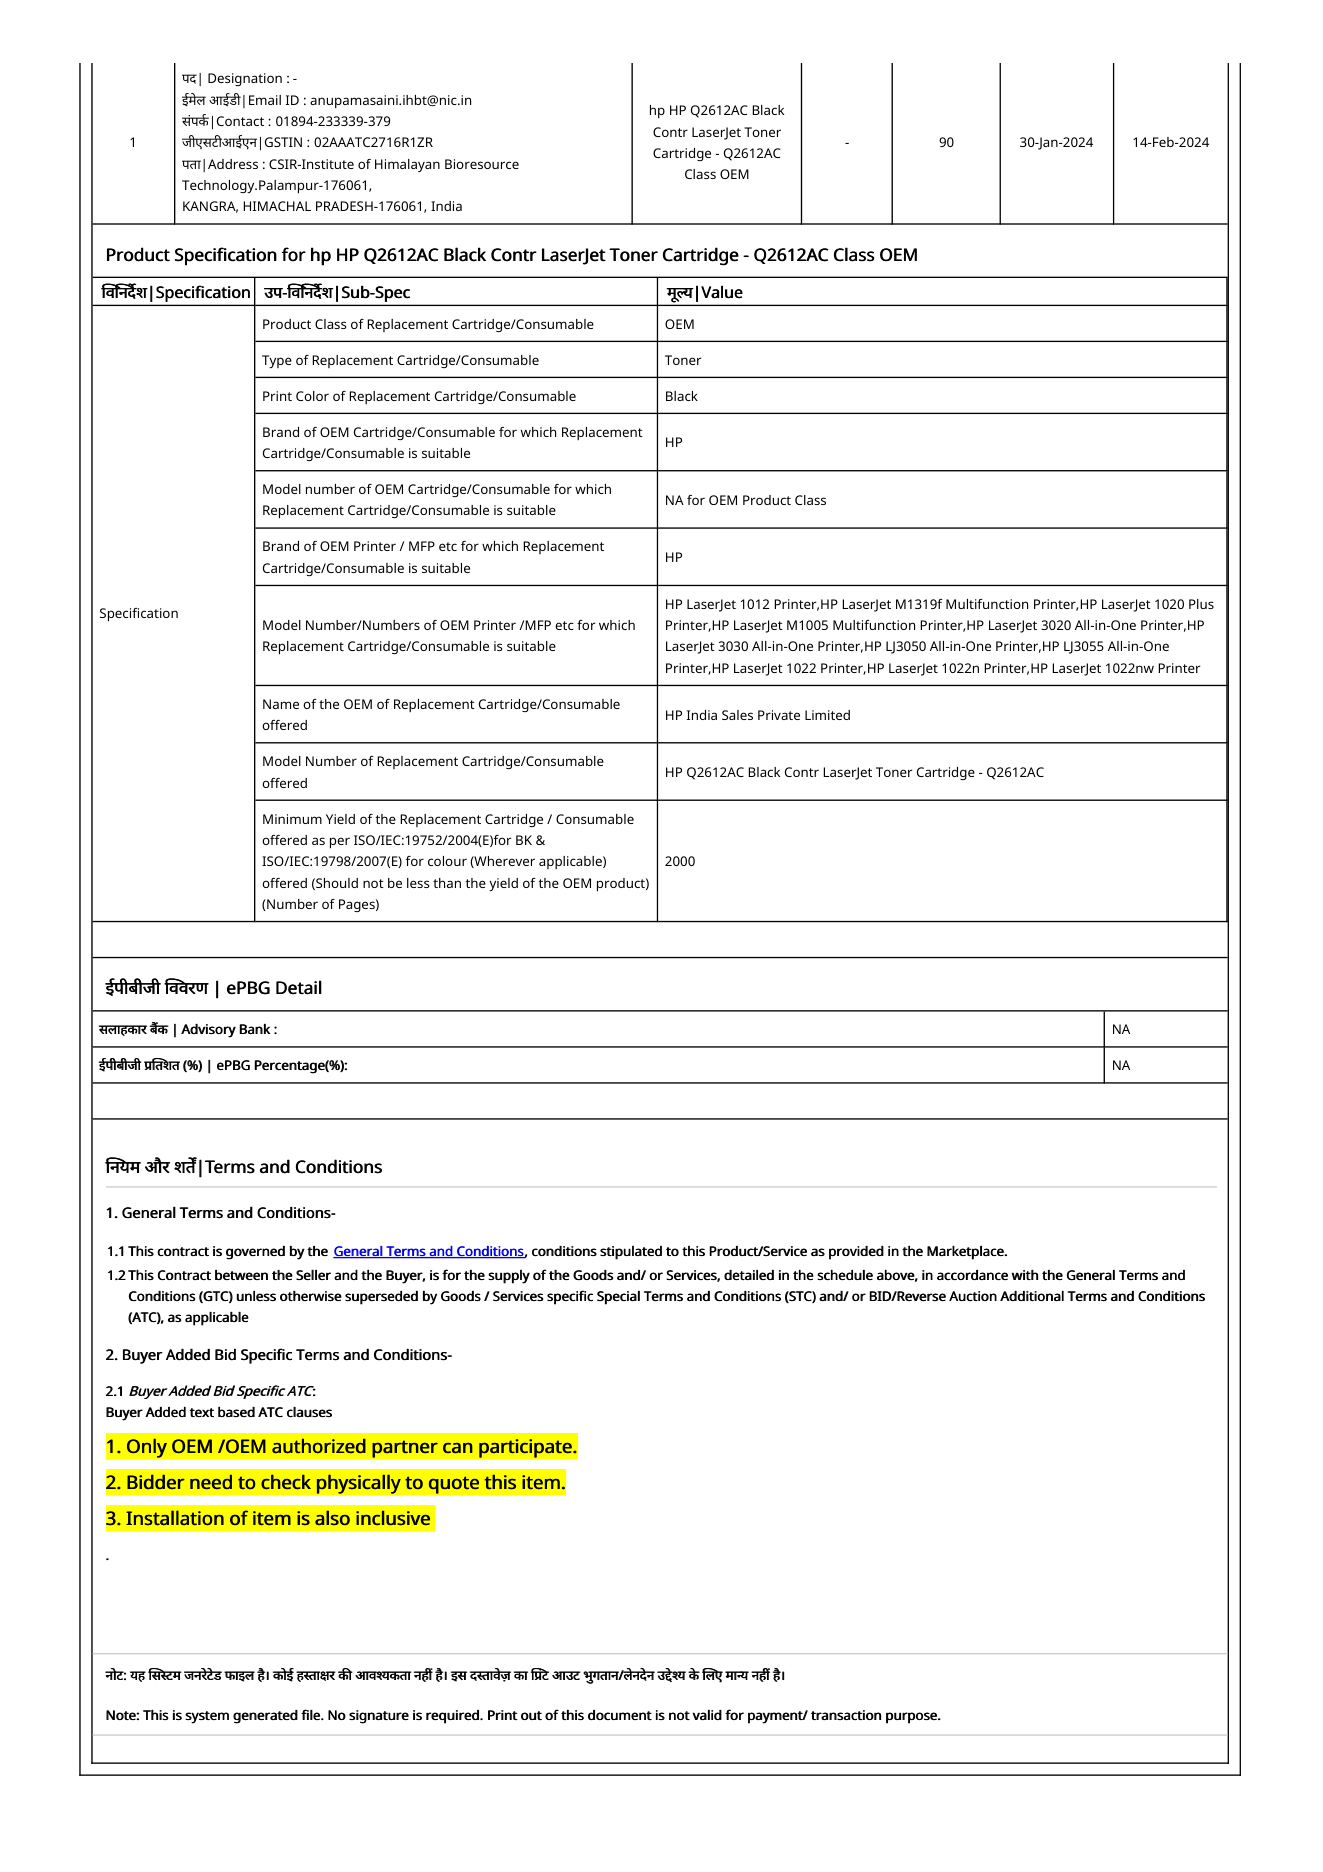 पद| Designation : -
ईमेल आईडी|Email ID : anupamasaini.ihbt@nic.in
संपर्क|Contact : 01894-233339-379
जीएसटीआईएन|GSTIN : 02AAATC2716R1ZR
पता|Address : CSIR-Institute of Himalayan Bioresource
Technology.Palampur-176061,
KANGRA, HIMACHAL PRADESH-176061, India
1
hp HP Q2612AC Black
Contr LaserJet Toner
Cartridge - Q2612AC
Class OEM
-
90
30-Jan-2024
14-Feb-2024
Product Specification for hp HP Q2612AC Black Contr LaserJet Toner Cartridge - Q2612AC Class OEM
विनिर्देश|Specification
उप-विनिर्देश|Sub-Spec
मूल्य|Value
Specification
Product Class of Replacement Cartridge/Consumable
OEM
Type of Replacement Cartridge/Consumable
Toner
Print Color of Replacement Cartridge/Consumable
Black
Brand of OEM Cartridge/Consumable for which Replacement
Cartridge/Consumable is suitable
HP
Model number of OEM Cartridge/Consumable for which
Replacement Cartridge/Consumable is suitable
NA for OEM Product Class
Brand of OEM Printer / MFP etc for which Replacement
Cartridge/Consumable is suitable
HP
Model Number/Numbers of OEM Printer /MFP etc for which
Replacement Cartridge/Consumable is suitable
HP LaserJet 1012 Printer,HP LaserJet M1319f Multifunction Printer,HP LaserJet 1020 Plus
Printer,HP LaserJet M1005 Multifunction Printer,HP LaserJet 3020 All-in-One Printer,HP
LaserJet 3030 All-in-One Printer,HP LJ3050 All-in-One Printer,HP LJ3055 All-in-One
Printer,HP LaserJet 1022 Printer,HP LaserJet 1022n Printer,HP LaserJet 1022nw Printer
Name of the OEM of Replacement Cartridge/Consumable
offered
HP India Sales Private Limited
Model Number of Replacement Cartridge/Consumable
offered
HP Q2612AC Black Contr LaserJet Toner Cartridge - Q2612AC
Minimum Yield of the Replacement Cartridge / Consumable
offered as per ISO/IEC:19752/2004(E)for BK &
ISO/IEC:19798/2007(E) for colour (Wherever applicable)
offered (Should not be less than the yield of the OEM product)
(Number of Pages)
2000
ईपीबीजी विवरण | ePBG Detail
सलाहकार बैंक | Advisory Bank :
NA
ईपीबीजी प्रतिशत (%) | ePBG Percentage(%):
NA
नियम और शर्तें|Terms and Conditions
1. General Terms and Conditions-
1.1 This contract is governed by the General Terms and Conditions, conditions stipulated to this Product/Service as provided in the Marketplace.
1.2 This Contract between the Seller and the Buyer, is for the supply of the Goods and/ or Services, detailed in the schedule above, in accordance with the General Terms and
Conditions (GTC) unless otherwise superseded by Goods / Services specific Special Terms and Conditions (STC) and/ or BID/Reverse Auction Additional Terms and Conditions
(ATC), as applicable
2. Buyer Added Bid Specific Terms and Conditions-
2.1 Buyer Added Bid Specific ATC:
Buyer Added text based ATC clauses
1. Only OEM /OEM authorized partner can participate.
2. Bidder need to check physically to quote this item.
3. Installation of item is also inclusive
.
नोट: यह सिस्टम जनरेटेड फाइल है। कोई हस्ताक्षर की आवश्यकता नहीं है। इस दस्तावेज़ का प्रिंट आउट भुगतान/लेनदेन उद्देश्य के लिए मान्य नहीं है।
Note: This is system generated file. No signature is required. Print out of this document is not valid for payment/ transaction purpose.